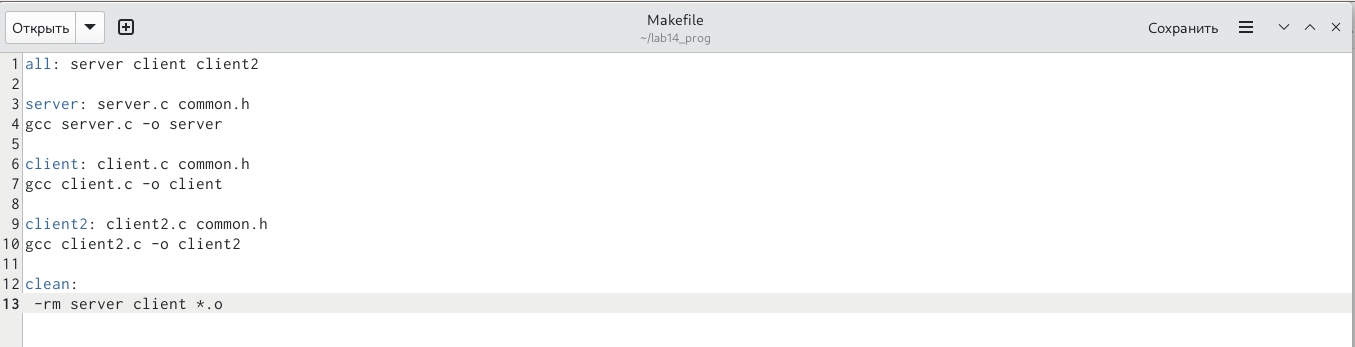 Открыть
Makefile
~/lab14_prog
Сохранить
1 all: server client client2
2
3 server: server.c common.h
4 gcc server.c -o server
5
6 client: client.c common.h
7 gcc client.c -o client
8
9 client2: client2.c common.h
10 gcc client2.c -o client2
11
12 clean:
13  -rm server client *.o